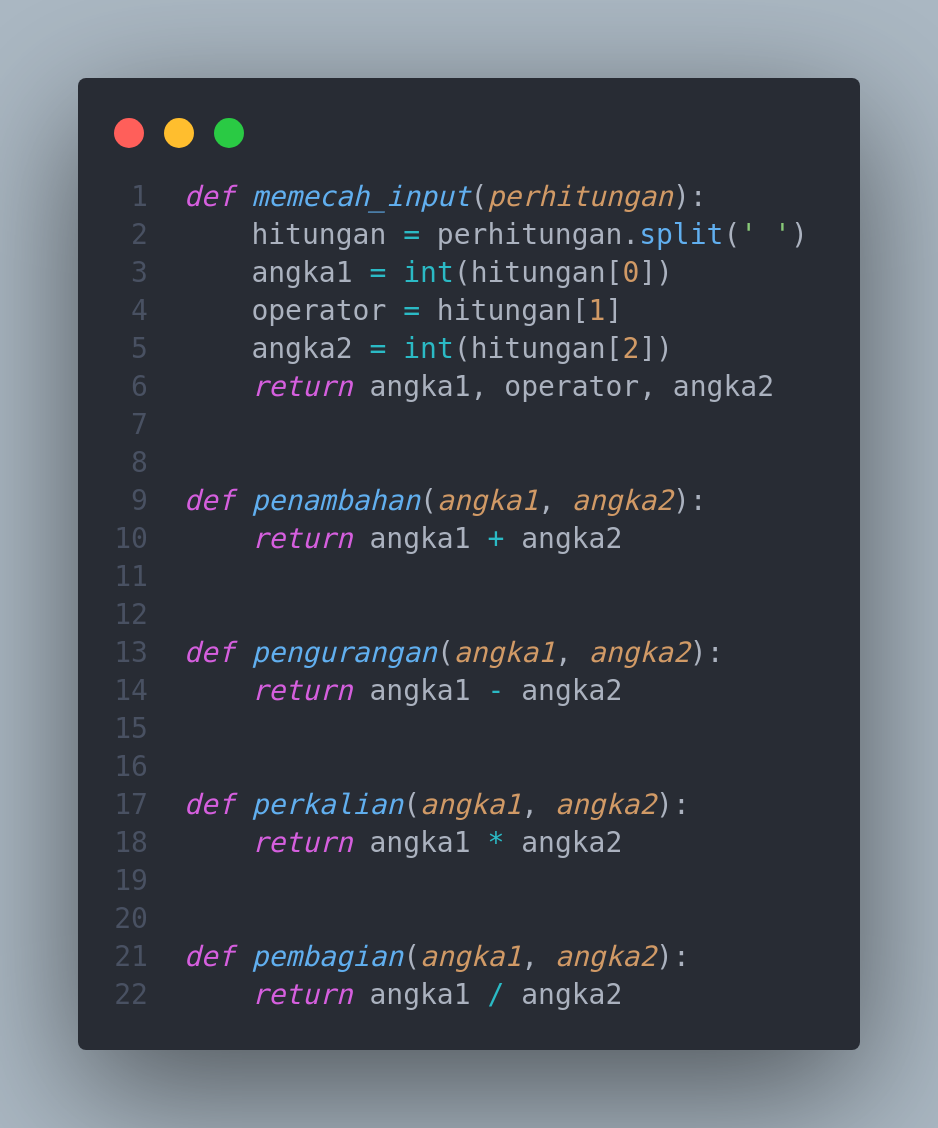 1 def memecah_input(perhitungan):
2     hitungan = perhitungan.split(' ')
3     angka1 = int(hitungan[0])
4     operator = hitungan[1]
5     angka2 = int(hitungan[2])
6     return angka1, operator, angka2
7
8
9 def penambahan(angka1, angka2):
10     return angka1 + angka2
11
12
13 def pengurangan(angka1, angka2):
14     return angka1 - angka2
15
16
17 def perkalian(angka1, angka2):
18     return angka1 * angka2
19
20
21 def pembagian(angka1, angka2):
22     return angka1 / angka2